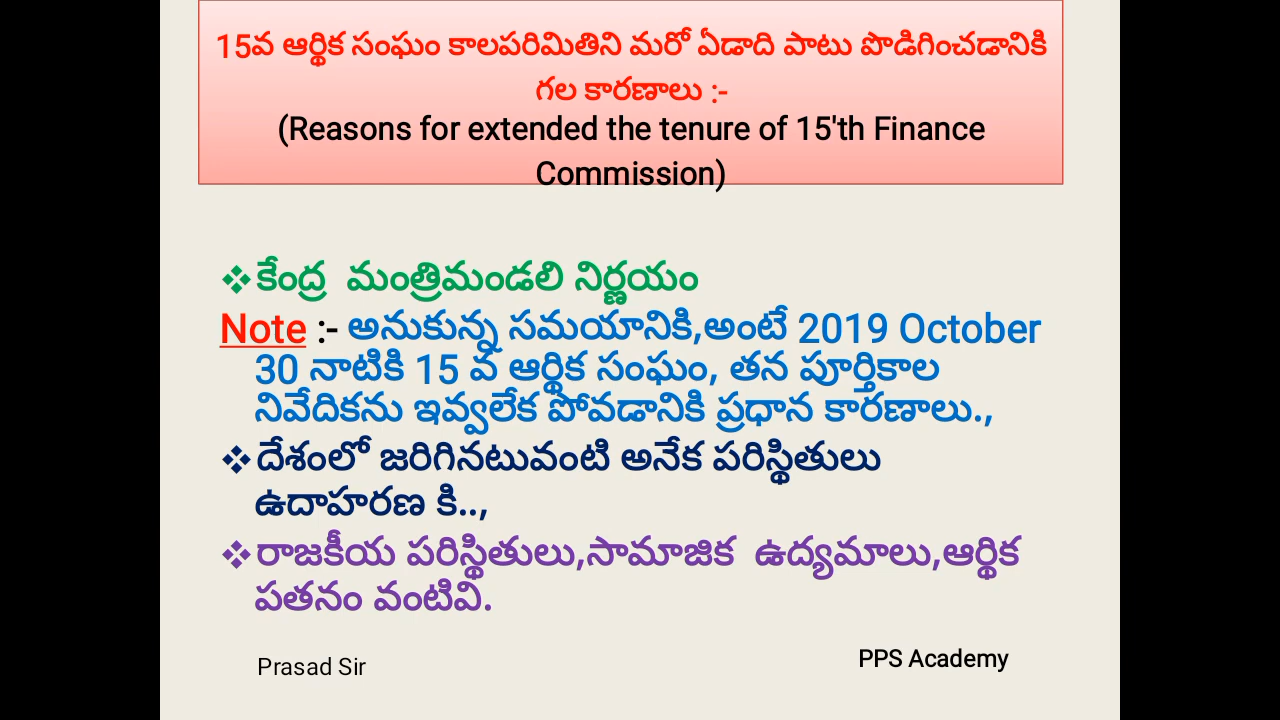 15వ ఆర్థిక సంఘం కాలపరిమితిని మరో ఏడాది పాటు పొడిగించడానికి
గల కారణాలు :-
(Reasons for extended the tenure of 15'th Finance
Commission)
❖కేంద్ర మంత్రిమండలి నిర్ణయం
Note :- అనుకున్న సమయానికి,అంటే 2019 October
30 నాటికి 15 వ ఆర్థిక సంఘం, తన పూర్తికాల
నివేదికను ఇవ్వలేక పోవడానికి ప్రధాన కారణాలు.,
❖దేశంలో జరిగినటువంటి అనేక పరిస్థితులు
ఉదాహరణ కి..,
❖రాజకీయ పరిస్థితులు,సామాజిక ఉద్యమాలు,ఆర్థిక
పతనం వంటివి.
Prasad Sir
PPS Academy